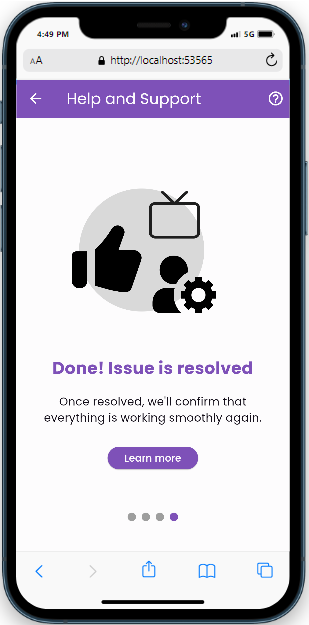 4:49 PM
5G
AA
http://localhost:53565
Help and Support
Done! Issue is resolved
Once resolved, we'll confirm that
everything is working smoothly again.
Learn more